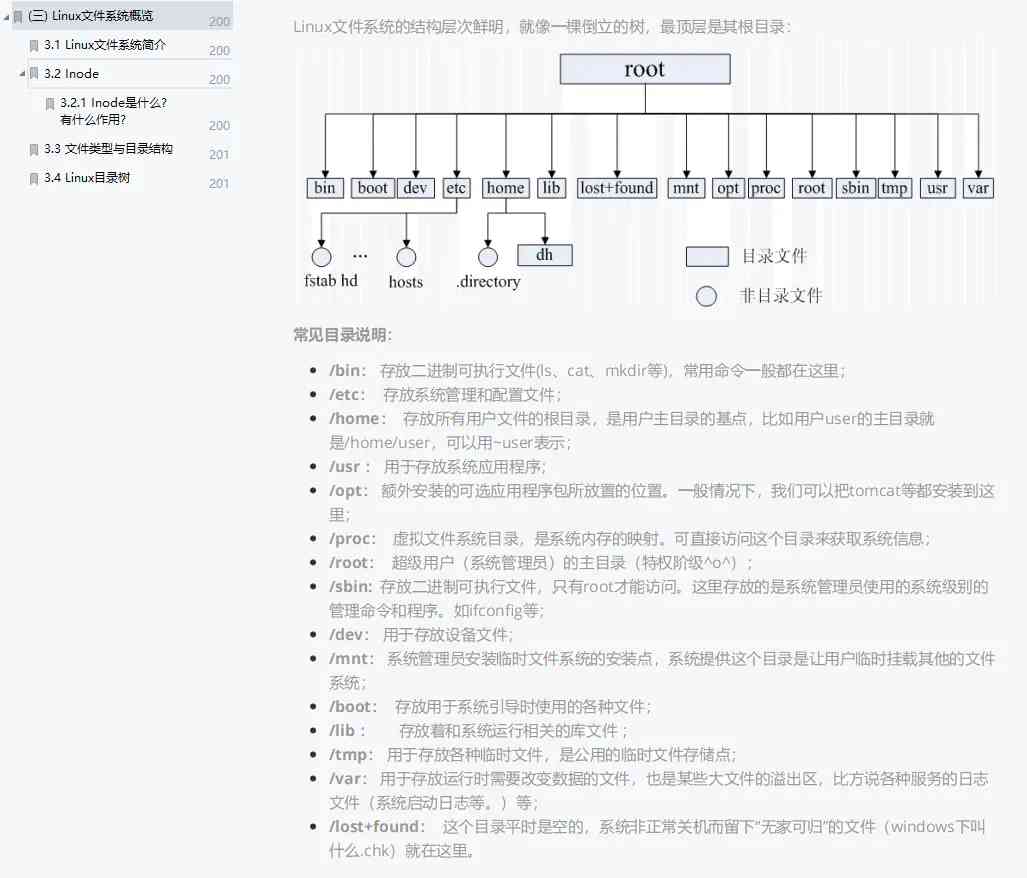 (三) Linux文件系统概览 200
3.1 Linux文件系统简介 200
3.2 Inode 200
3.2.1 Inode是什么?
有什么作用? 200
3.3 文件类型与目录结构 201
3.4 Linux目录树 201
Linux文件系统的结构层次鲜明，就像一棵倒立的树，最顶层是其根目录：
root
bin boot dev etc home lib lost+found mnt opt proc root sbin tmp usr var
... dh 目录文件
fstab hd hosts .directory 非目录文件
常见目录说明：
• /bin： 存放二进制可执行文件(ls、cat、mkdir等)，常用命令一般都在这里；
• /etc： 存放系统管理和配置文件；
• /home： 存放所有用户文件的根目录，是用户主目录的基点，比如用户user的主目录就
是/home/user，可以用~user表示；
• /usr ： 用于存放系统应用程序；
• /opt： 额外安装的可选应用程序包所放置的位置。一般情况下，我们可以把tomcat等都安装到这
里；
• /proc： 虚拟文件系统目录，是系统内存的映射。可直接访问这个目录来获取系统信息；
• /root： 超级用户（系统管理员）的主目录（特权阶级^o^）；
• /sbin: 存放二进制可执行文件，只有root才能访问。这里存放的是系统管理员使用的系统级别的
管理命令和程序。如ifconfig等；
• /dev： 用于存放设备文件；
• /mnt： 系统管理员安装临时文件系统的安装点，系统提供这个目录是让用户临时挂载其他的文件
系统；
• /boot： 存放用于系统引导时使用的各种文件；
• /lib ： 存放着和系统运行相关的库文件 ；
• /tmp： 用于存放各种临时文件，是公用的临时文件存储点；
• /var： 用于存放运行时需要改变数据的文件，也是某些大文件的溢出区，比方说各种服务的日志
文件（系统启动日志等。）等；
• /lost+found： 这个目录平时是空的，系统非正常关机而留下“无家可归”的文件（windows下叫
什么.chk）就在这里。